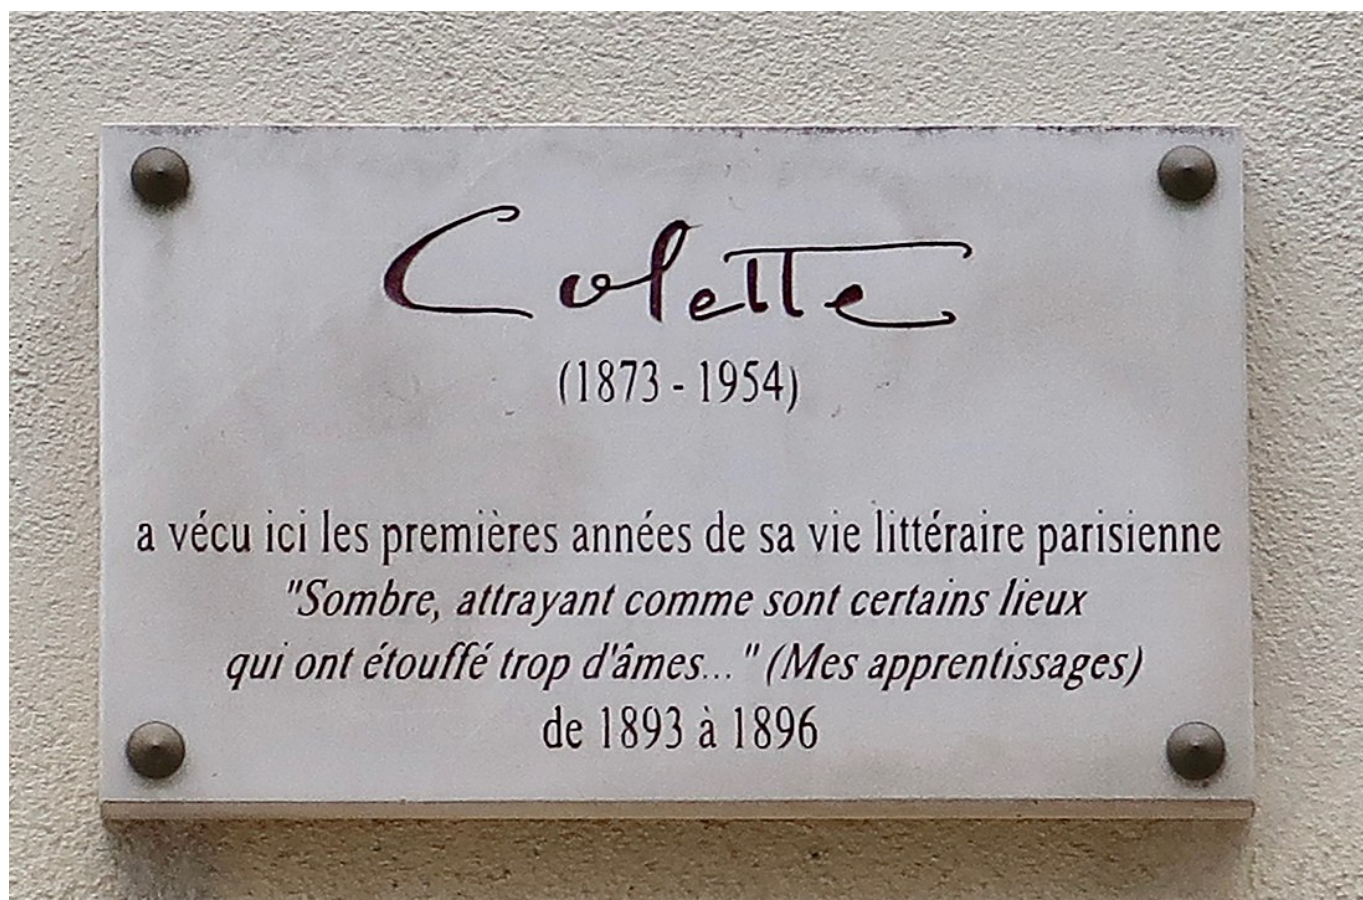 Colette
(1873 - 1954)
a vécu ici les premières années de sa vie littéraire parisienne
"Sombre, attrayant comme sont certains lieux
qui ont étouffé trop d'âmes..." (Mes apprentissages)
de 1893 à 1896